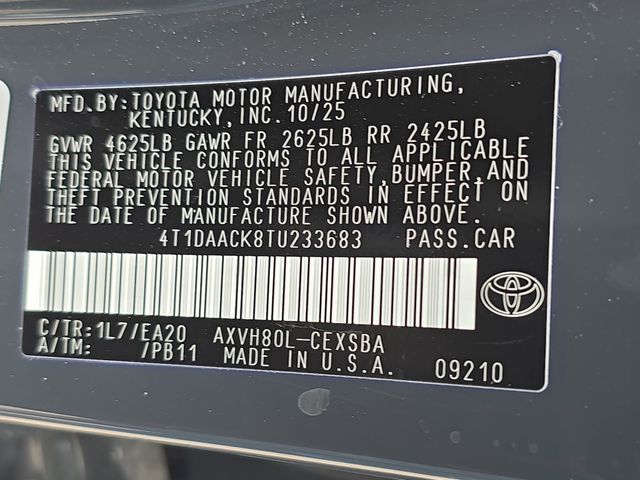 MFD.BY:TOYOTA MOTOR MANUFACTURING,
KENTUCKY, INC. 10/25
GVWR 4625LB GAWR FR 2625LB RR 2425LB
THIS VEHICLE CONFORMS TO ALL APPLICABLE
FEDERAL MOTOR VEHICLE SAFETY, BUMPER, AND
THEFT PREVENTION STANDARDS IN EFFECT ON
THE DATE OF MANUFACTURE SHOWN ABOVE.
4T1DAACK8TU233683 PASS.CAR
C/TR: 1L7/EA20 AXVH80L-CEXSBA
A/TM: /PB11 MADE IN U.S.A. 09210